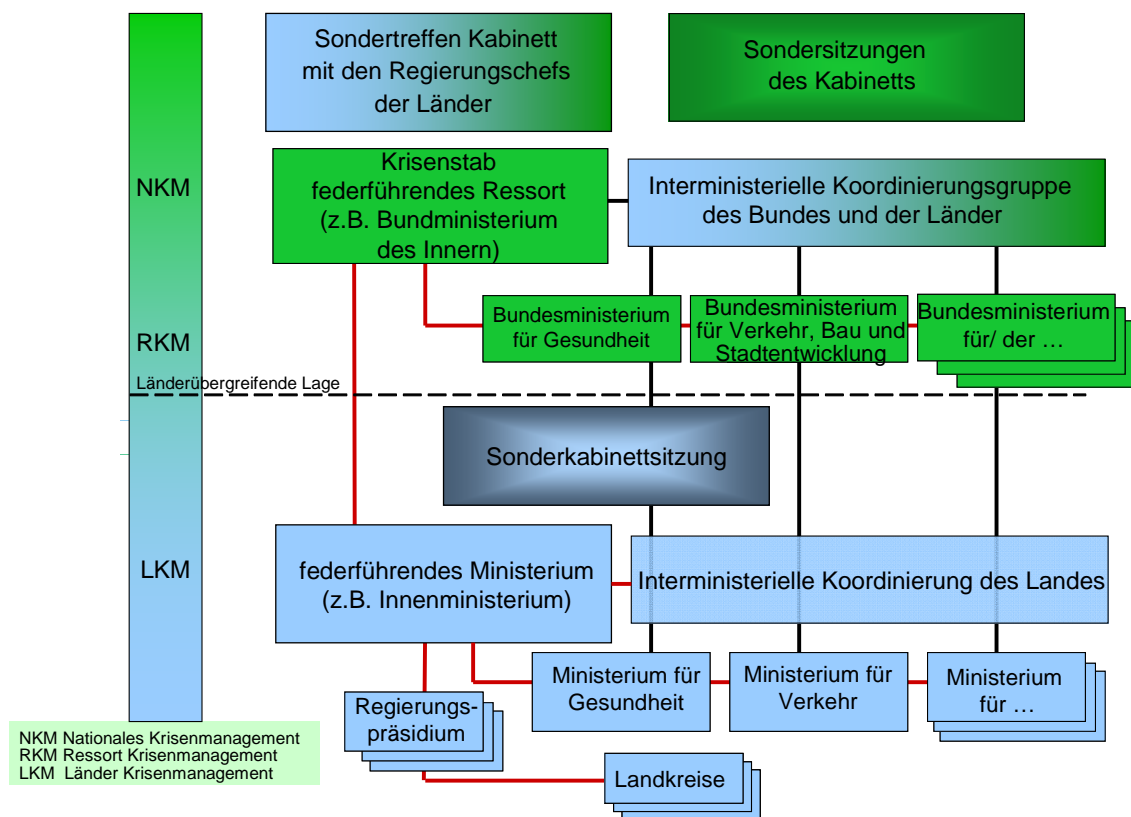 Sondertreffen Kabinett
mit den Regierungschefs
der Länder
Sondersitzungen
des Kabinetts
NKM
Krisenstab
federführendes Ressort
(z.B. Bundministerium
des Innern)
Interministerielle Koordinierungsgruppe
des Bundes und der Länder
RKM
Bundesministerium
für Gesundheit
Bundesministerium
für Verkehr, Bau und
Stadtentwicklung
Bundesministerium
für/ der …
Länderübergreifende Lage
Sonderkabinettsitzung
LKM
federführendes Ministerium
(z.B. Innenministerium)
Interministerielle Koordinierung des Landes
Ministerium für
Gesundheit
Ministerium für
Verkehr
Ministerium
für …
Regierungs-
präsidium
Landkreise
NKM Nationales Krisenmanagement
RKM Ressort Krisenmanagement
LKM Länder Krisenmanagement